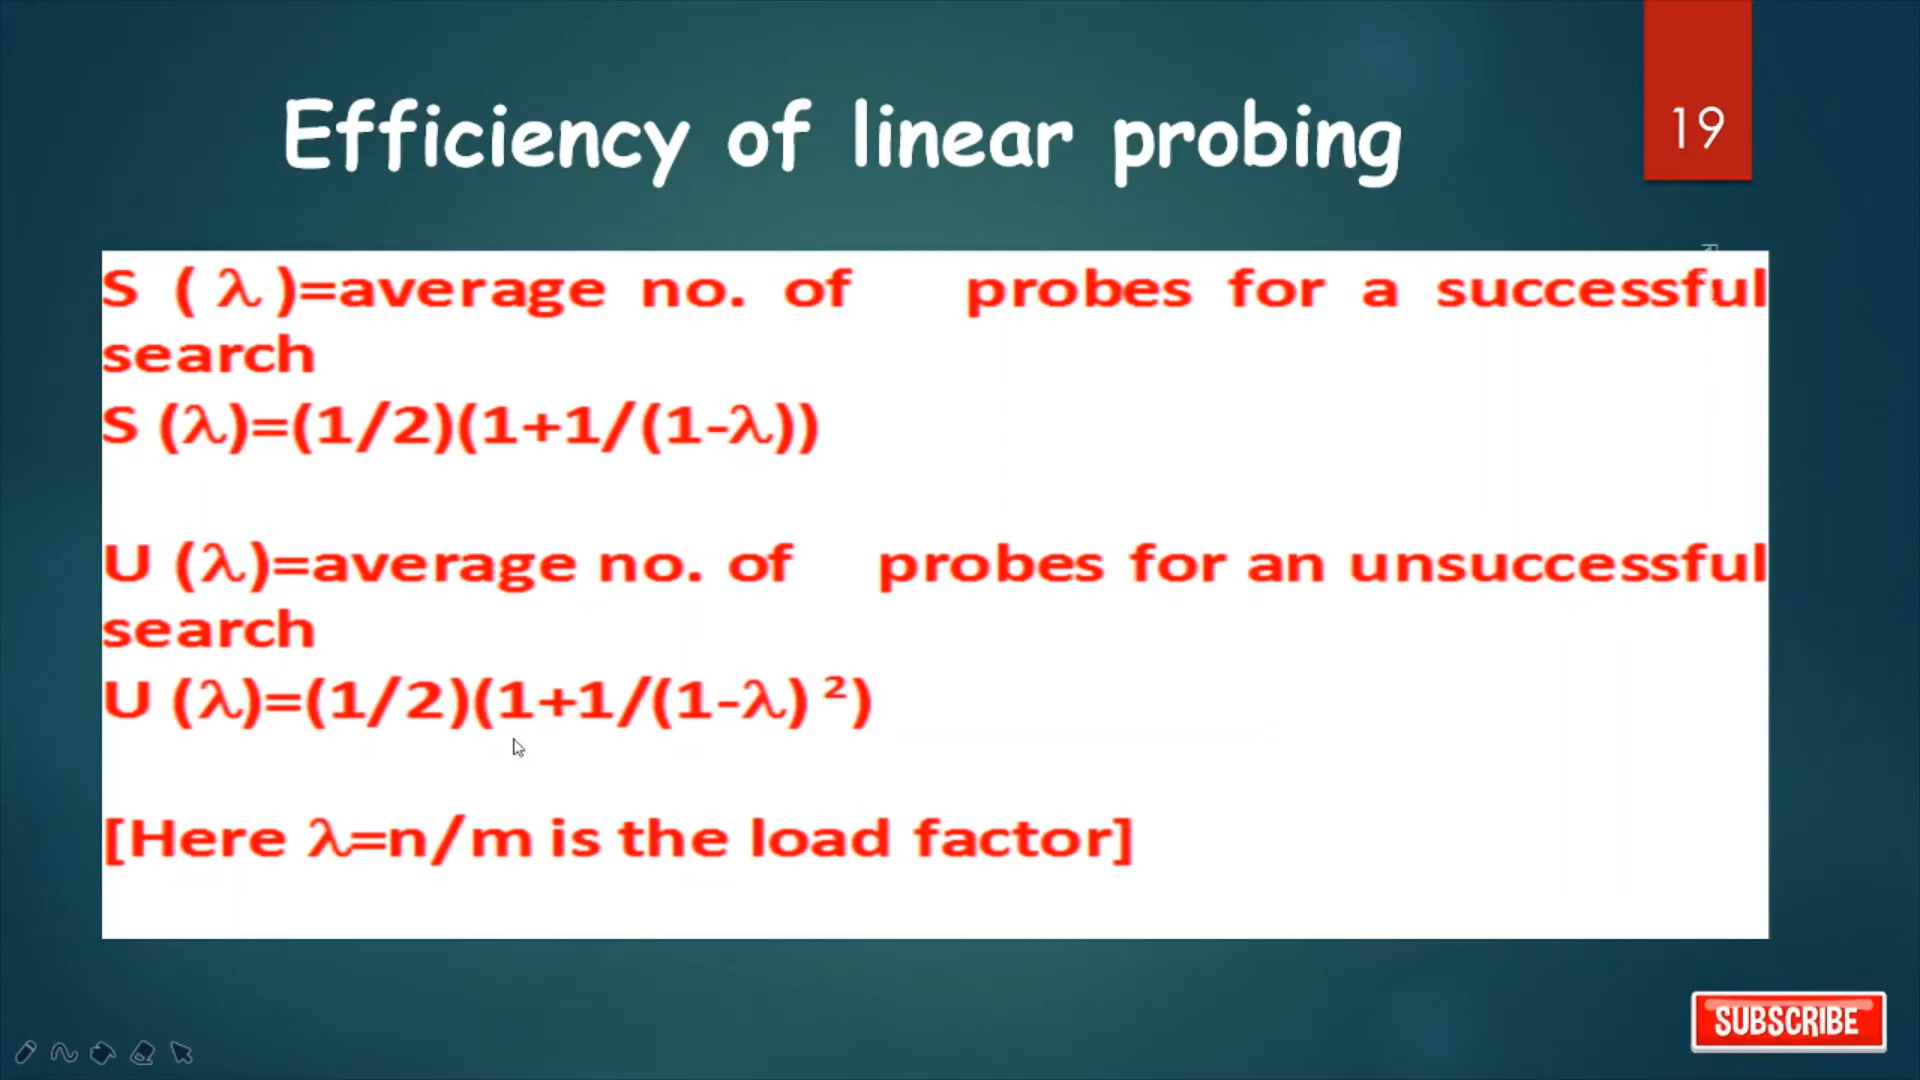 Efficiency of linear probing
19
S ( λ )=average no. of probes for a successful
search
S (λ)=(1/2)(1+1/(1-λ))
U (λ)=average no. of probes for an unsuccessful
search
U (λ)=(1/2)(1+1/(1-λ) ²)
[Here λ=n/m is the load factor]
SUBSCRIBE